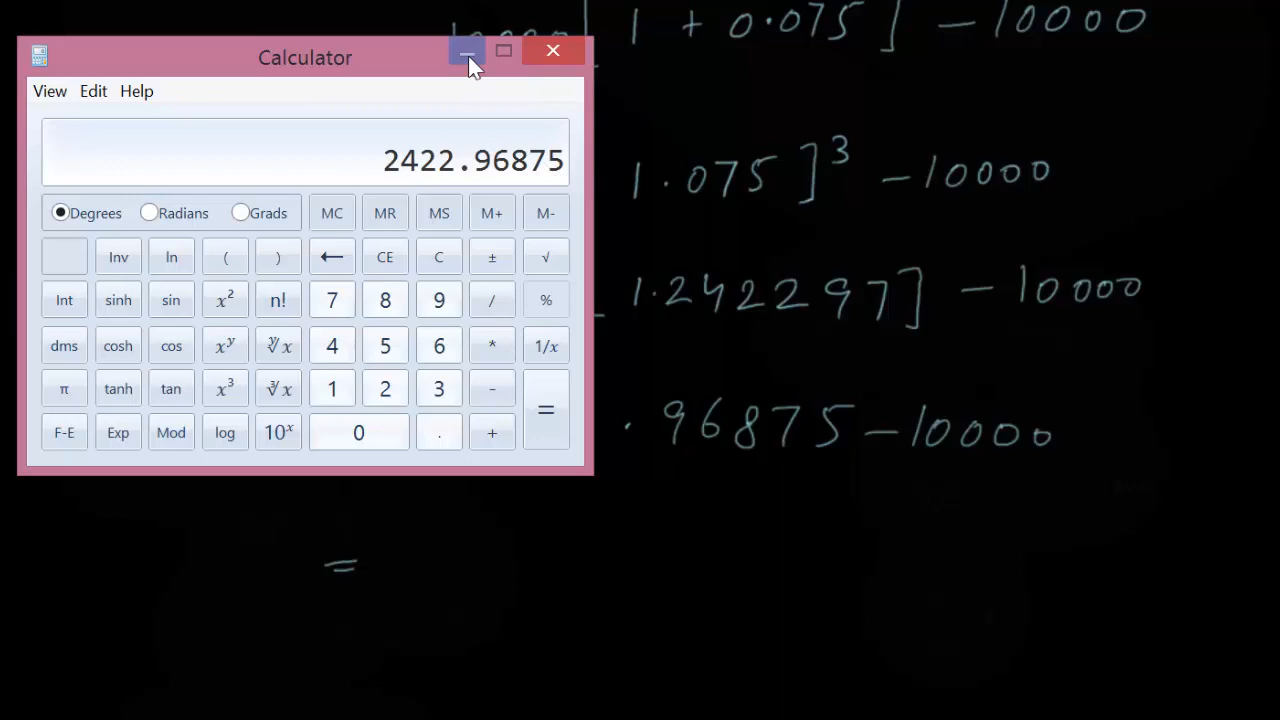 1 + 0.075] - 10000
Calculator
View Edit Help
2422.96875
1.075]³ - 10000
Degrees Radians Grads MC MR MS M+ M-
Inv ln ( ) ← CE C ± √
1.242297] - 10000
Int sinh sin x² n! 7 8 9 / %
dms cosh cos xʸ ʸ√x 4 5 6 * 1/x
π tanh tan x³ ³√x 1 2 3 - =
.96875 - 10000
F-E Exp Mod log 10ˣ 0 . +
=